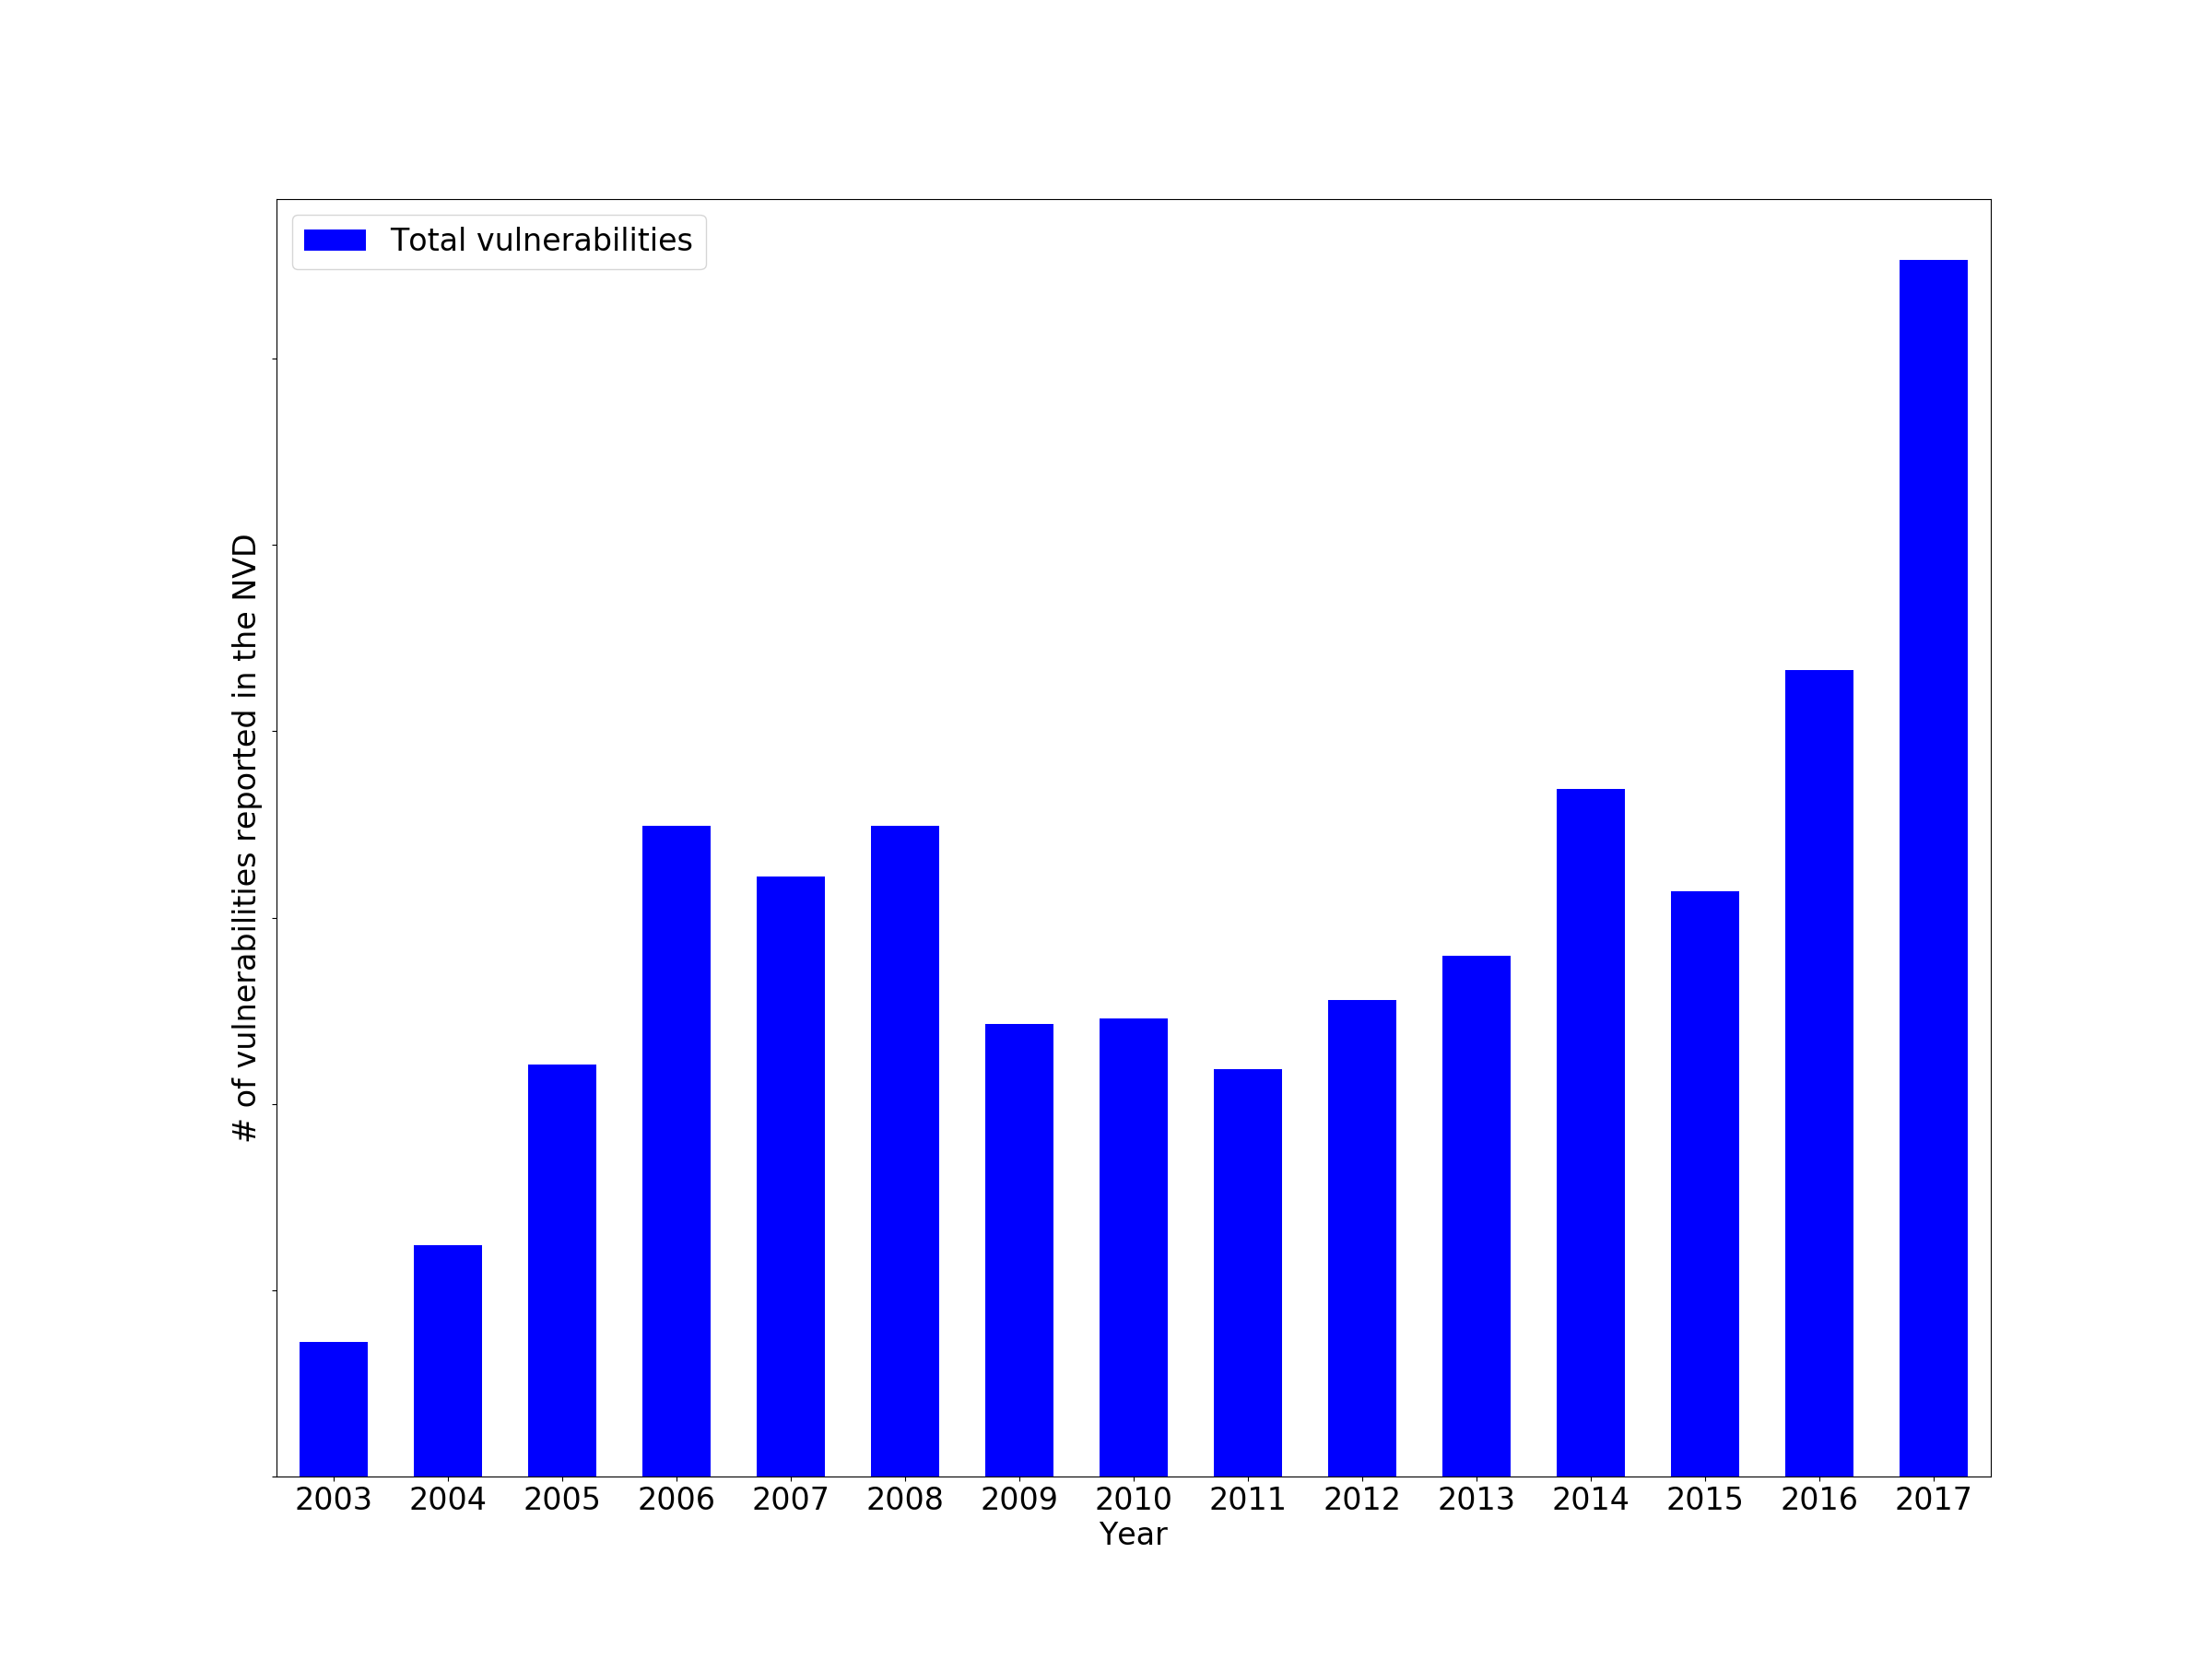 Total vulnerabilities
# of vulnerabilities reported in the NVD
2003 2004 2005 2006 2007 2008 2009 2010 2011 2012 2013 2014 2015 2016 2017
Year